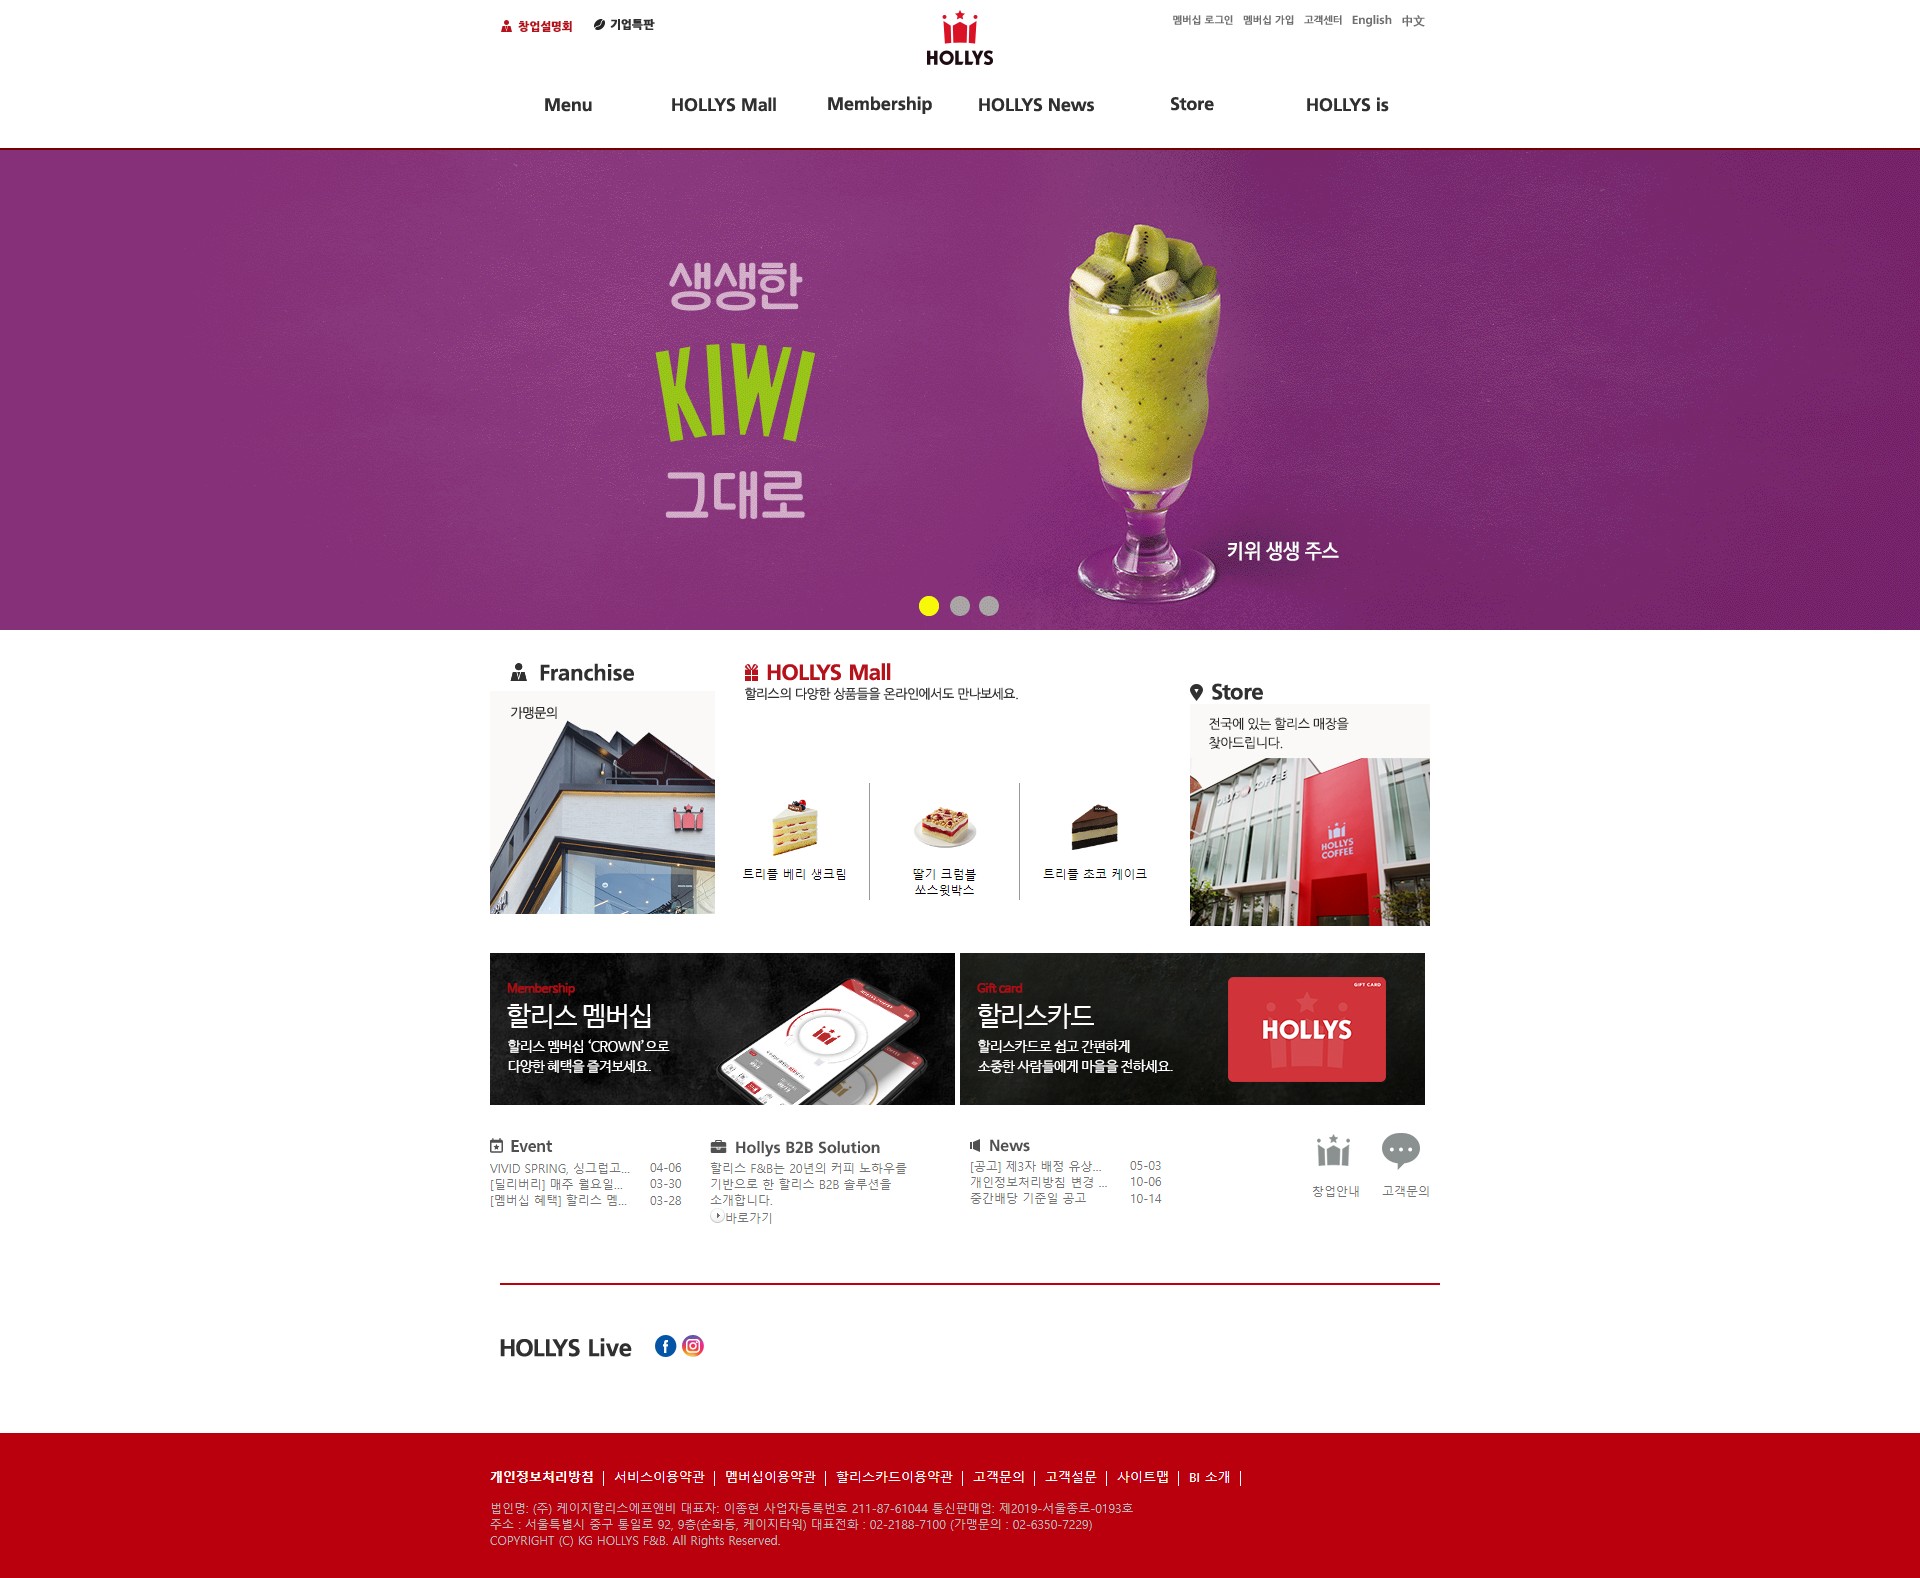 창업설명회
기업특판
HOLLYS
멤버십 로그인 멤버십 가입 고객센터 English 中文
Menu
HOLLYS Mall
Membership
HOLLYS News
Store
HOLLYS is
생생한
KIWI
그대로
키위 생생 주스
Franchise
가맹문의
HOLLYS Mall
할리스의 다양한 상품들을 온라인에서도 만나보세요.
트리플 베리 생크림
딸기 크럼블
쏘스윗박스
트리플 초코 케이크
Store
전국에 있는 할리스 매장을
찾아드립니다.
HOLLYS COFFEE
HOLLYS
COFFEE
Membership
할리스 멤버십
할리스 멤버십 ‘CROWN’으로
다양한 혜택을 즐겨보세요.
Gift card
할리스카드
할리스카드로 쉽고 간편하게
소중한 사람들에게 마을을 전하세요.
GIFT CARD
HOLLYS
Event
VIVID SPRING, 싱그럽고... 04-06
[딜리버리] 매주 월요일... 03-30
[멤버십 혜택] 할리스 멤... 03-28
Hollys B2B Solution
할리스 F&B는 20년의 커피 노하우를
기반으로 한 할리스 B2B 솔루션을
소개합니다.
바로가기
News
[공고] 제3자 배정 유상... 05-03
개인정보처리방침 변경 ... 10-06
중간배당 기준일 공고 10-14
창업안내
고객문의
HOLLYS Live
개인정보처리방침 | 서비스이용약관 | 멤버십이용약관 | 할리스카드이용약관 | 고객문의 | 고객설문 | 사이트맵 | BI 소개 |
법인명: (주) 케이지할리스에프앤비 대표자: 이종현 사업자등록번호 211-87-61044 통신판매업: 제2019-서울종로-0193호
주소 : 서울특별시 중구 통일로 92, 9층(순화동, 케이지타워) 대표전화 : 02-2188-7100 (가맹문의 : 02-6350-7229)
COPYRIGHT (C) KG HOLLYS F&B. All Rights Reserved.